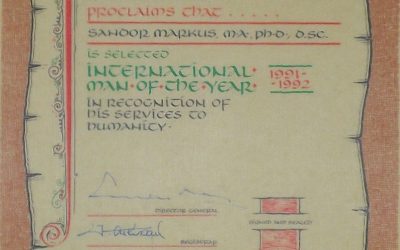 PROCLAIMS THAT . . . . .
SANDOR MARKUS, M.A; Ph·D·, D.SC.
IS SELECTED
INTERNATIONAL·
MAN·OF·THE·YEAR·
1991-
-1992
IN RECOGNITION OF
HIS SERVICES TO
HUMANITY·
DIRECTOR GENERAL
SIGNED AND SEALED
REGISTRAR